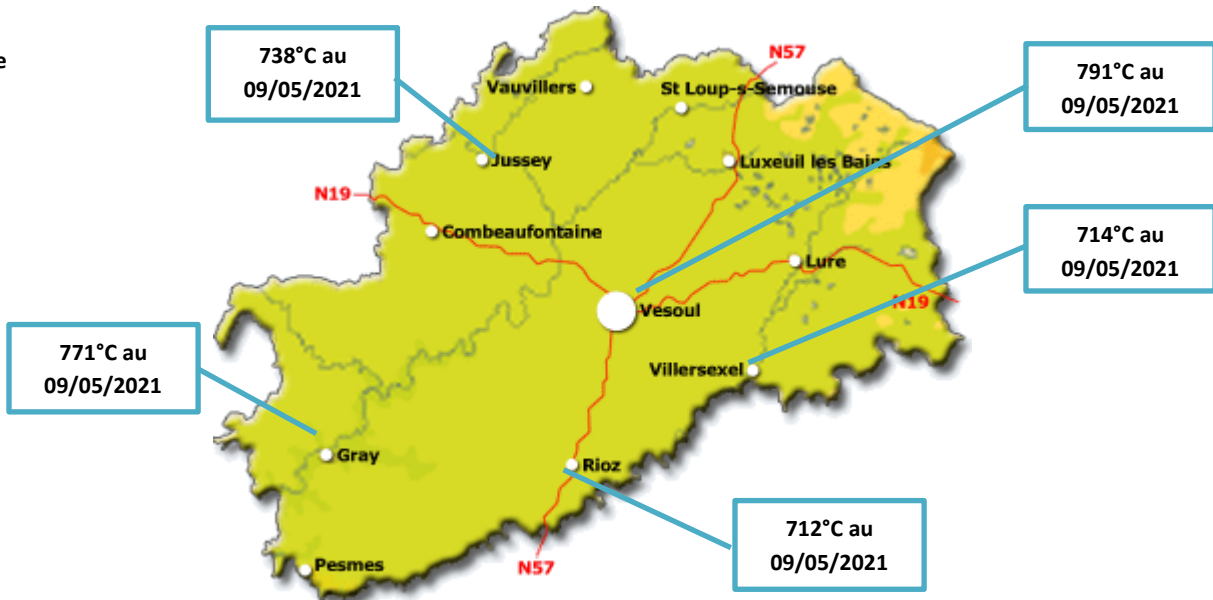 e
738°C au
09/05/2021
N57
791°C au
09/05/2021
Vauvillers
St Loup-s-Semouse
Jussey
Luxeuil les Bains
N19
Combeaufontaine
714°C au
09/05/2021
Lure
N19
Vesoul
771°C au
09/05/2021
Villersexel
Gray
Rioz
712°C au
09/05/2021
N57
Pesmes